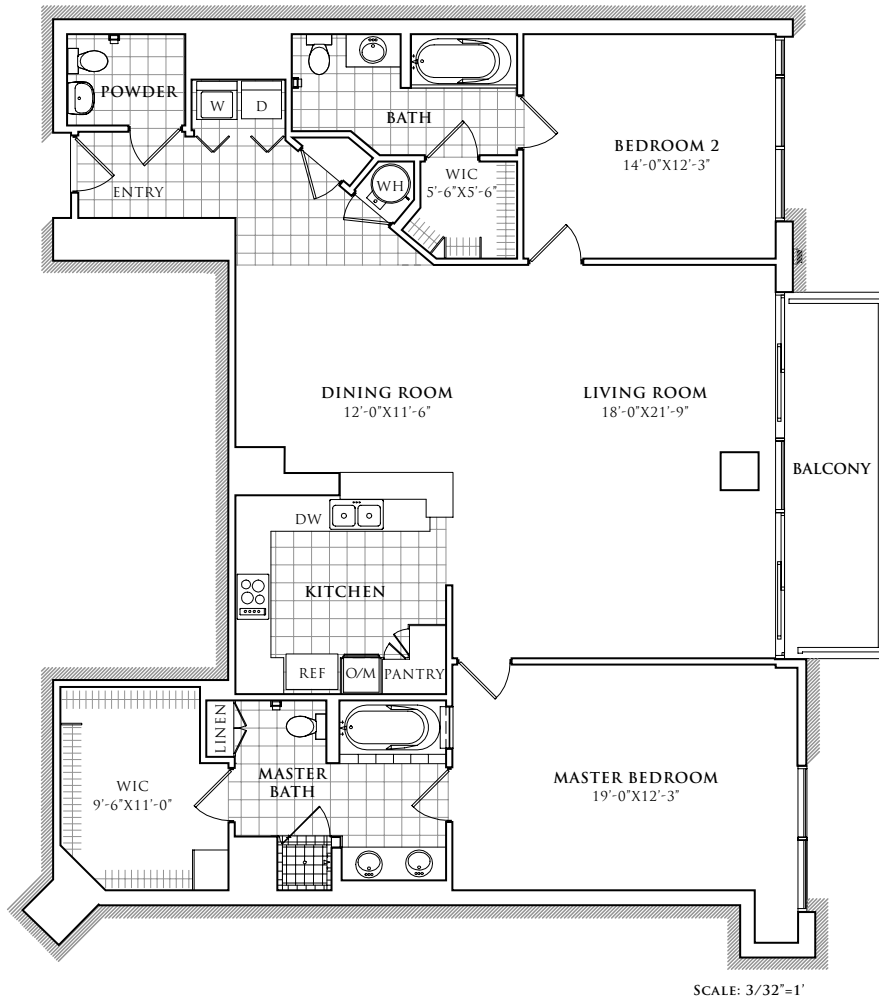 POWDER
W
D
BATH
BEDROOM 2
14'-0"X12'-3"
ENTRY
WH
WIC
5'-6"X5'-6"
DINING ROOM
12'-0"X11'-6"
LIVING ROOM
18'-0"X21'-9"
BALCONY
DW
KITCHEN
REF
O/M
PANTRY
LINEN
WIC
9'-6"X11'-0"
MASTER
BATH
MASTER BEDROOM
19'-0"X12'-3"
SCALE: 3/32"=1'